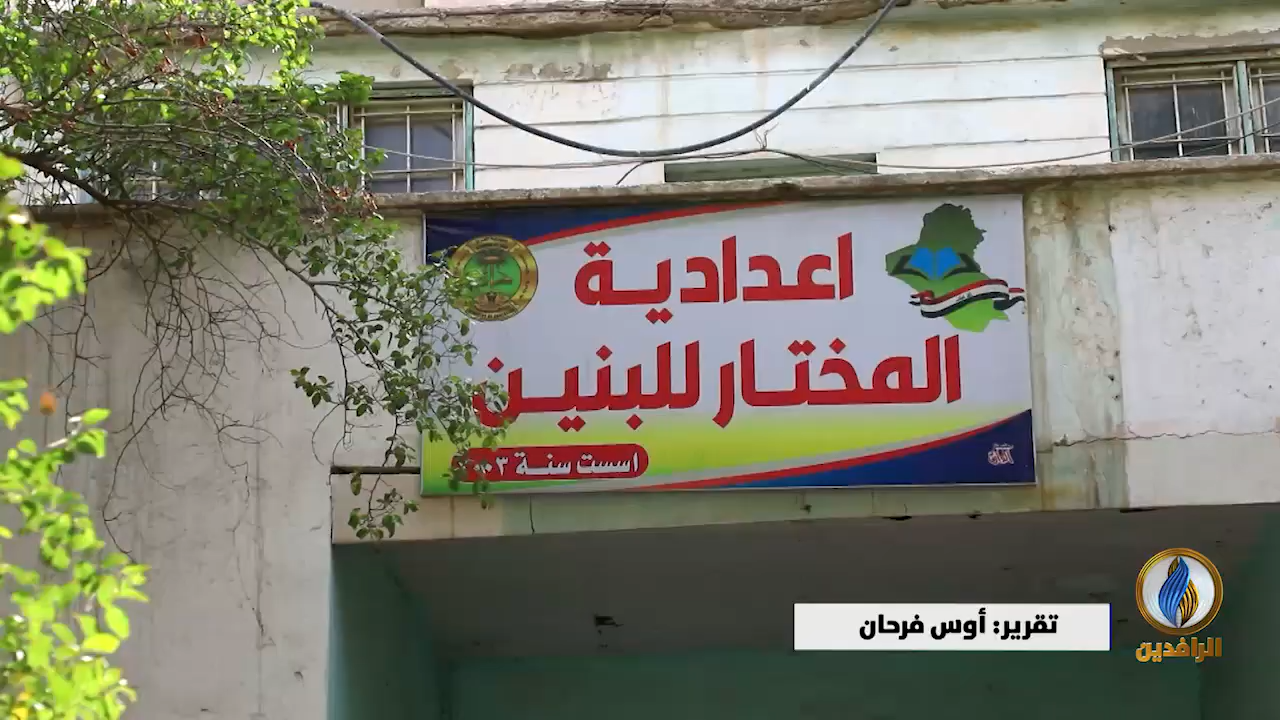 اعدادية
المختار للبنين
اسست سنة
تقرير: أوس فرحان
الرافدين